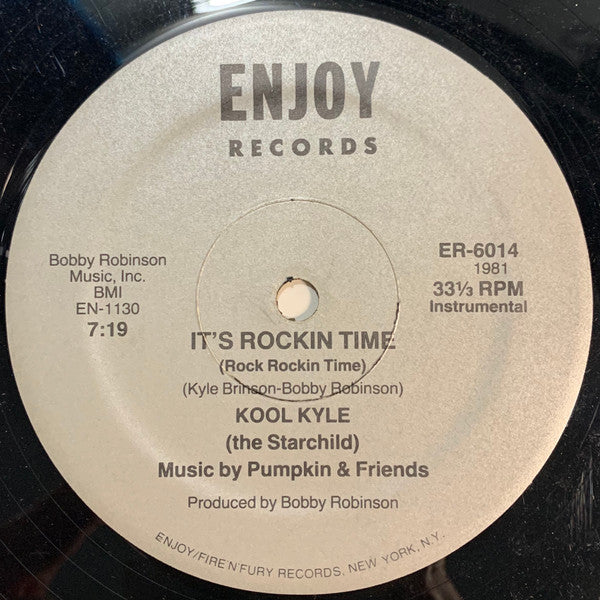 ENJOY
RECORDS
Bobby Robinson
Music, Inc.
BMI
EN-1130
7:19
ER-6014
1981
33⅓ RPM
Instrumental
IT'S ROCKIN TIME
(Rock Rockin Time)
(Kyle Brinson-Bobby Robinson)
KOOL KYLE
(the Starchild)
Music by Pumpkin & Friends
Produced by Bobby Robinson
ENJOY/FIRE N'FURY RECORDS, NEW YORK, N.Y.